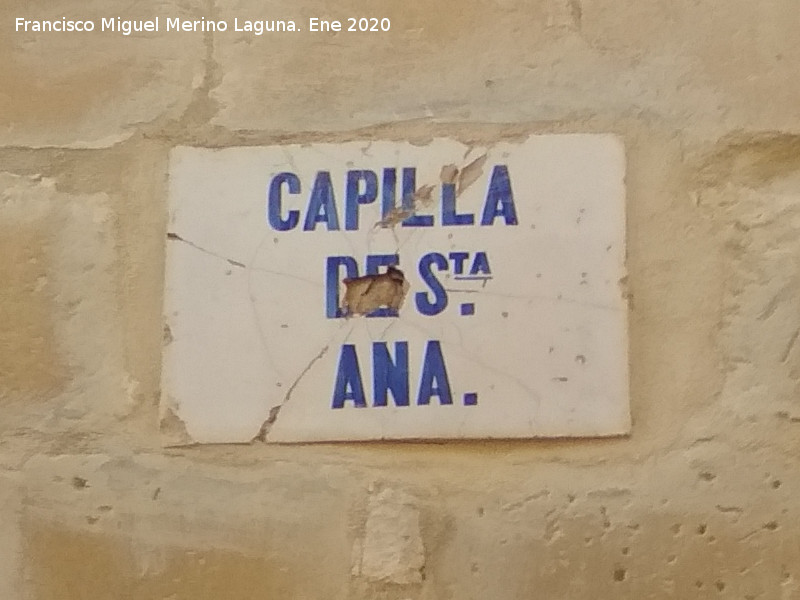 Francisco Miguel Merino Laguna. Ene 2020
CAPILLA
DE Sᵀᴬ.
ANA.